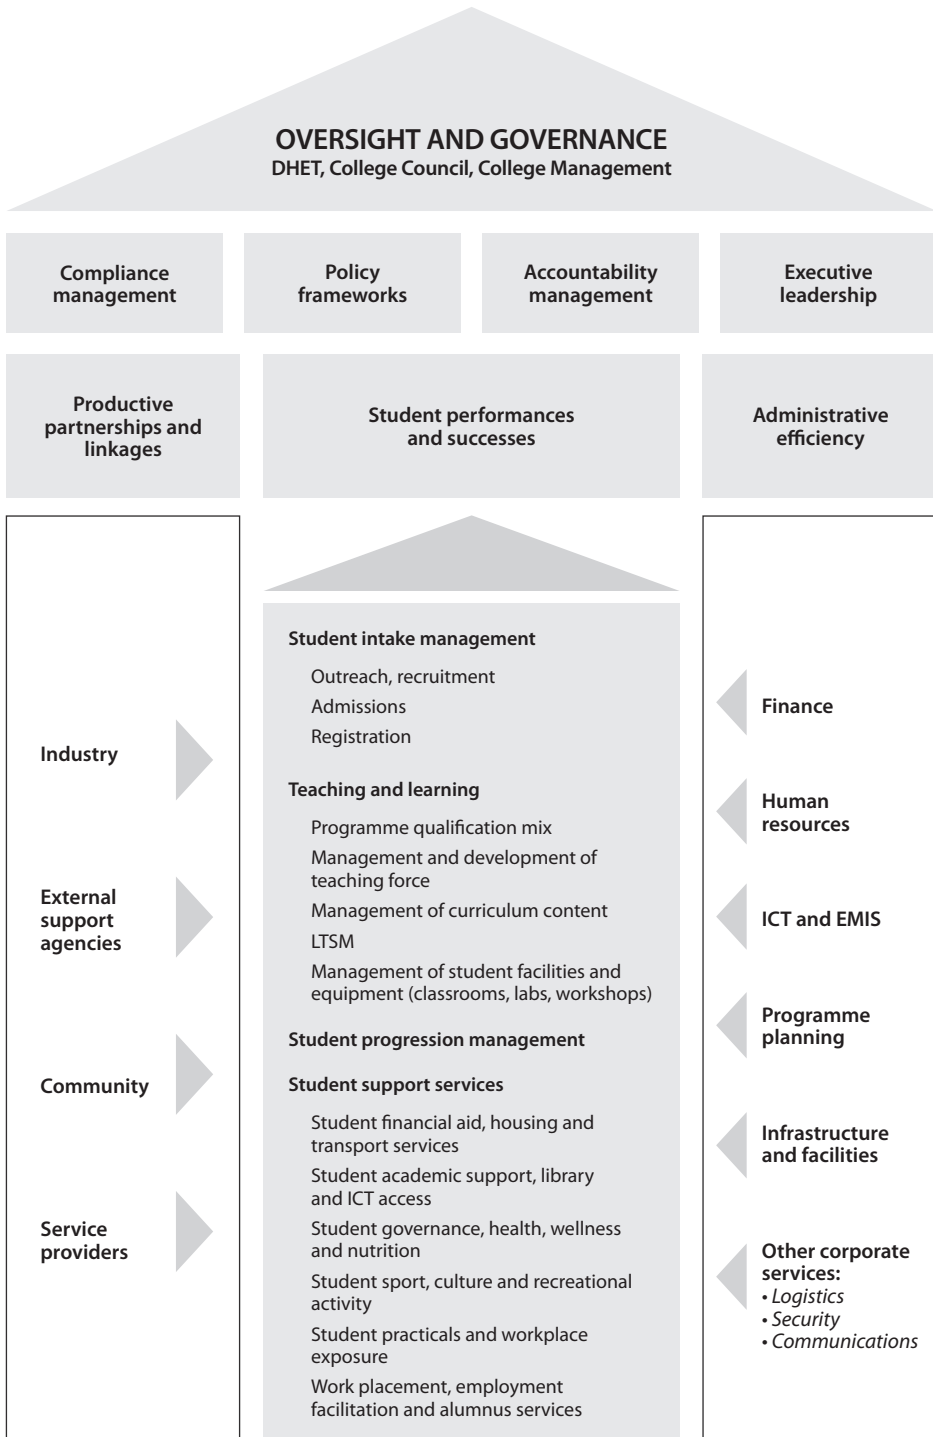 OVERSIGHT AND GOVERNANCE
DHET, College Council, College Management
Compliance
management
Policy
frameworks
Accountability
management
Executive
leadership
Productive
partnerships and
linkages
Student performances
and successes
Administrative
efficiency
Industry
External
support
agencies
Community
Service
providers
Student intake management
Outreach, recruitment
Admissions
Registration
Teaching and learning
Programme qualification mix
Management and development of
teaching force
Management of curriculum content
LTSM
Management of student facilities and
equipment (classrooms, labs, workshops)
Student progression management
Student support services
Student financial aid, housing and
transport services
Student academic support, library
and ICT access
Student governance, health, wellness
and nutrition
Student sport, culture and recreational
activity
Student practicals and workplace
exposure
Work placement, employment
facilitation and alumnus services
Finance
Human
resources
ICT and EMIS
Programme
planning
Infrastructure
and facilities
Other corporate
services:
• Logistics
• Security
• Communications